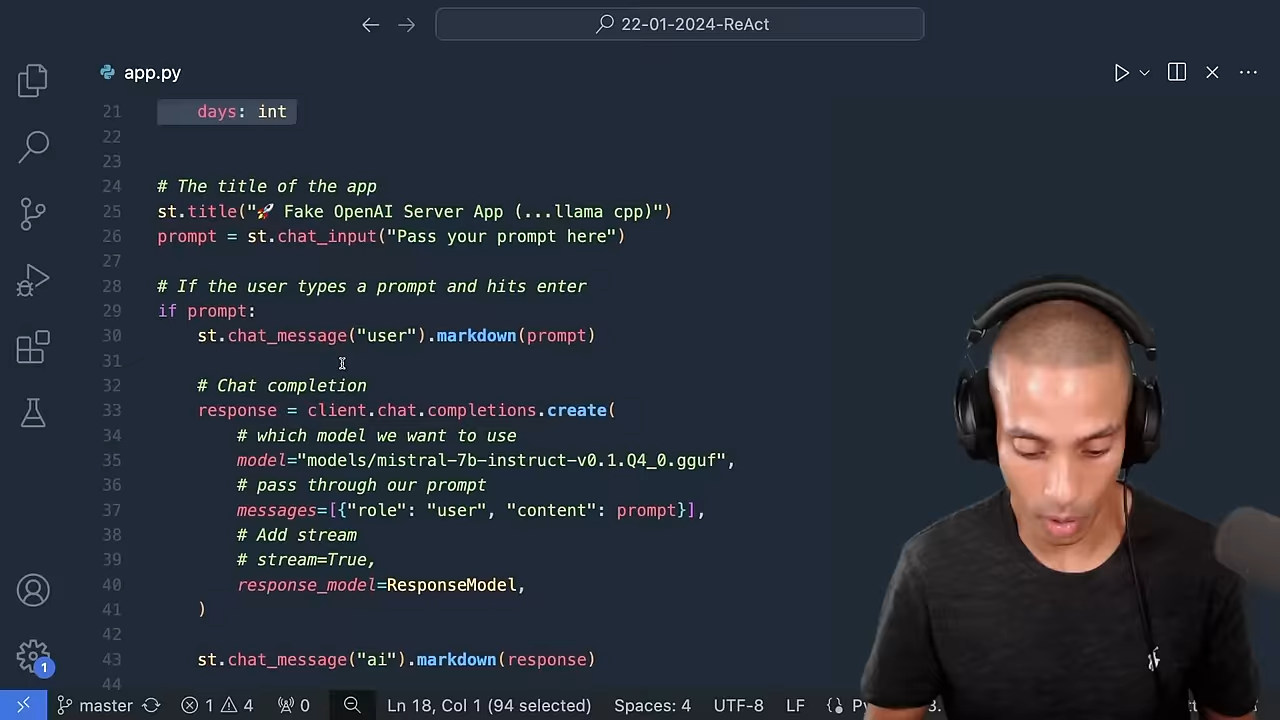 22-01-2024-ReAct
app.py
21 days: int
22
23
24 # The title of the app
25 st.title("🚀 Fake OpenAI Server App (...llama cpp)")
26 prompt = st.chat_input("Pass your prompt here")
27
28 # If the user types a prompt and hits enter
29 if prompt:
30 st.chat_message("user").markdown(prompt)
31
32 # Chat completion
33 response = client.chat.completions.create(
34 # which model we want to use
35 model="models/mistral-7b-instruct-v0.1.Q4_0.gguf",
36 # pass through our prompt
37 messages=[{"role": "user", "content": prompt}],
38 # Add stream
39 # stream=True,
40 response_model=ResponseModel,
41 )
42
43 st.chat_message("ai").markdown(response)
44
1
master 1 4 0 Ln 18, Col 1 (94 selected) Spaces: 4 UTF-8 LF